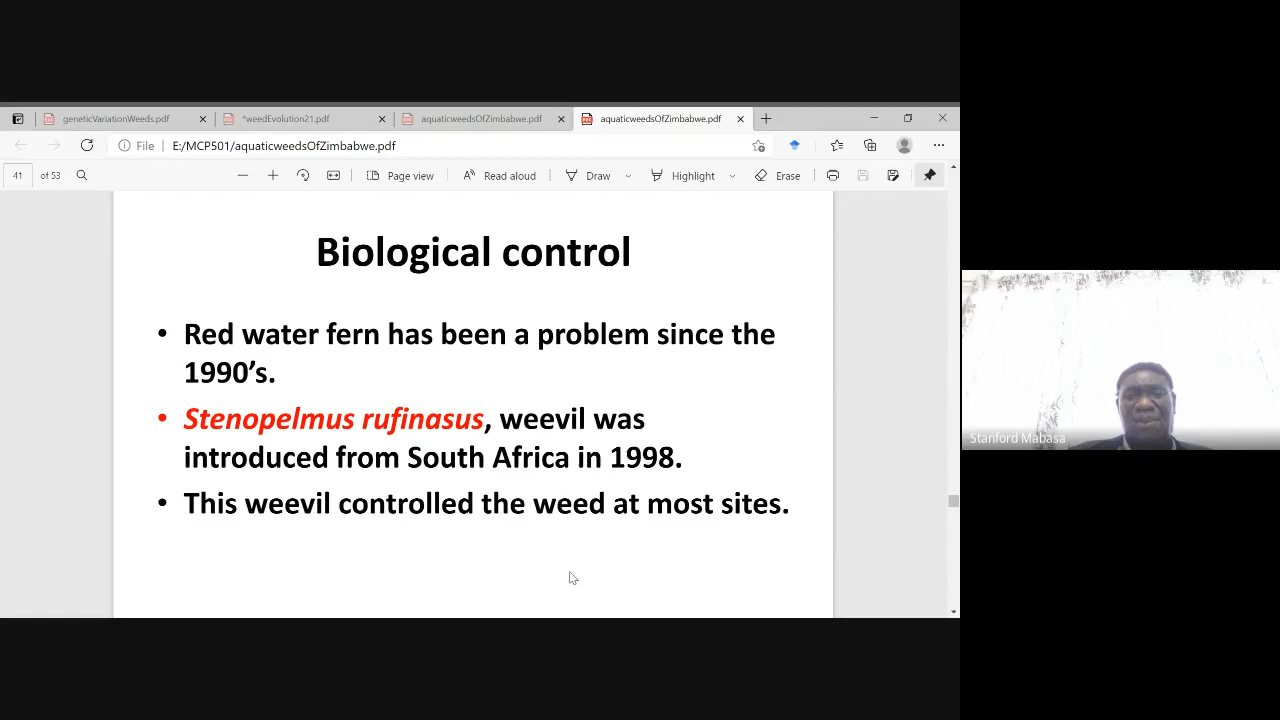 geneticVariationWeeds.pdf
*weedEvolution21.pdf
aquaticweedsOfZimbabwe.pdf
aquaticweedsOfZimbabwe.pdf
File E:/MCP501/aquaticweedsOfZimbabwe.pdf
41 of 53 Page view Read aloud Draw Highlight Erase
Biological control
• Red water fern has been a problem since the
1990’s.
• Stenopelmus rufinasus, weevil was
introduced from South Africa in 1998.
• This weevil controlled the weed at most sites.
Stanford Mabasa